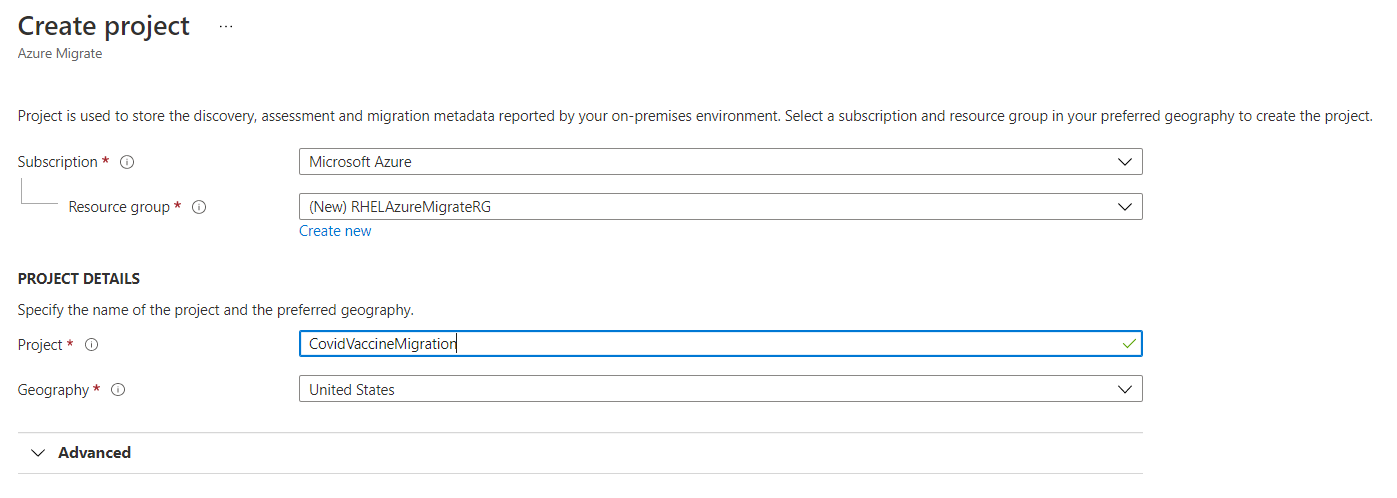 Create project ...
Azure Migrate
Project is used to store the discovery, assessment and migration metadata reported by your on-premises environment. Select a subscription and resource group in your preferred geography to create the project.
Subscription * Microsoft Azure
Resource group * (New) RHELAzureMigrateRG
Create new
PROJECT DETAILS
Specify the name of the project and the preferred geography.
Project * CovidVaccineMigration
Geography * United States
Advanced